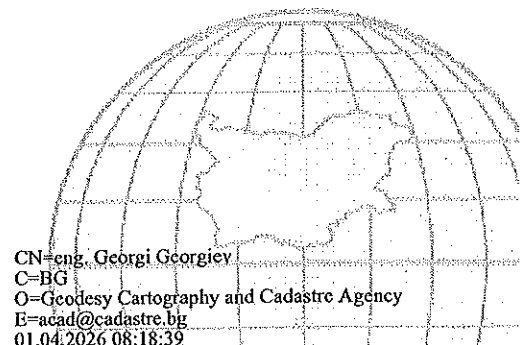 CN=eng. Georgi Georgiev
C=BG
O=Geodesy Cartography and Cadastre Agency
E=acad@cadastre.bg
01.04.2026 08:18:39